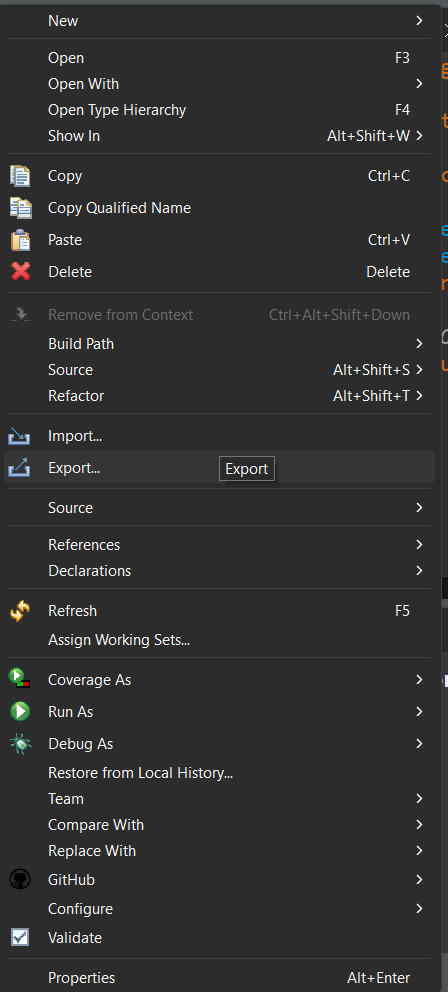 New
Open F3
Open With
Open Type Hierarchy F4
Show In Alt+Shift+W
Copy Ctrl+C
Copy Qualified Name
Paste Ctrl+V
Delete Delete
Remove from Context Ctrl+Alt+Shift+Down
Build Path
Source Alt+Shift+S
Refactor Alt+Shift+T
Import...
Export... Export
Source
References
Declarations
Refresh F5
Assign Working Sets...
Coverage As
Run As
Debug As
Restore from Local History...
Team
Compare With
Replace With
GitHub
Configure
Validate
Properties Alt+Enter